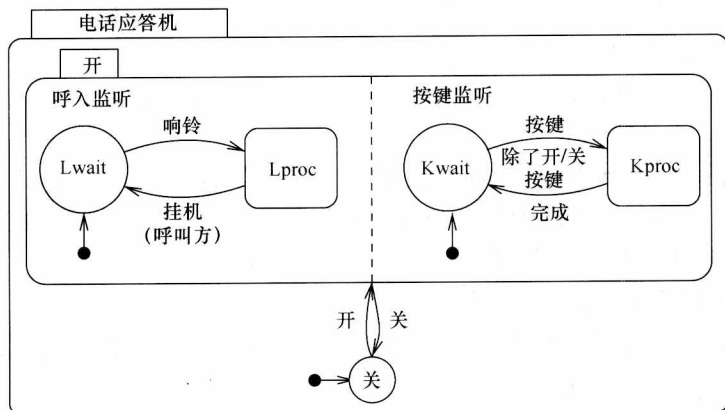 电话应答机
开
呼入监听
按键监听
响铃
Lwait
Lproc
挂机
(呼叫方)
按键
除了开/关
按键
Kwait
Kproc
完成
开
关
关